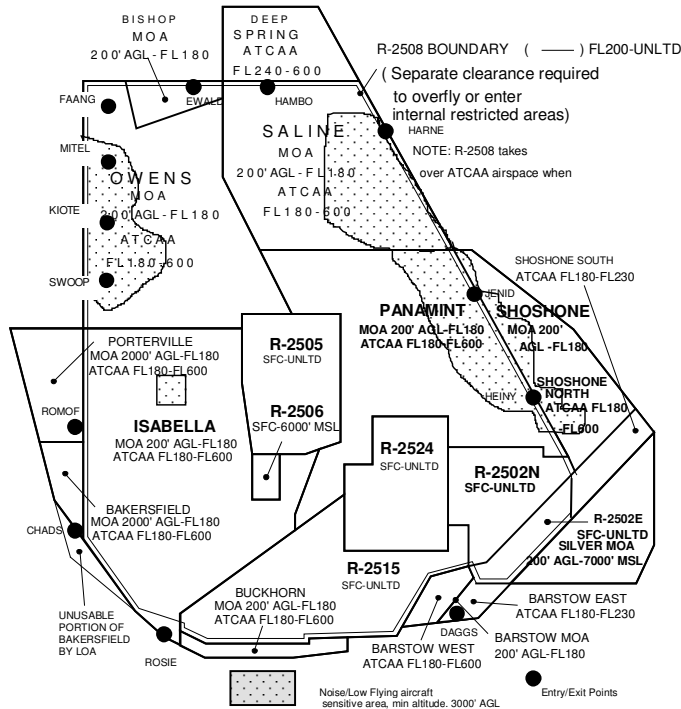 BISHOP
MOA
200' AGL-FL180
DEEP
SPRING
ATCAA
FL240-600
R-2508 BOUNDARY ( —— ) FL200-UNLTD
( Separate clearance required
to overfly or enter
internal restricted areas)
FAANG
EWALD
HAMBO
HARNE
NOTE: R-2508 takes
over ATCAA airspace when
SALINE
MOA
200' AGL-FL180
ATCAA
FL180-600
MITEL
OWENS
MOA
200' AGL-FL180
ATCAA
FL180-600
KIOTE
SWOOP
SHOSHONE SOUTH
ATCAA FL180-FL230
JENID
PANAMINT
MOA 200' AGL-FL180
ATCAA FL180-FL600
SHOSHONE
MOA 200'
AGL -FL180
PORTERVILLE
MOA 2000' AGL-FL180
ATCAA FL180-FL600
R-2505
SFC-UNLTD
R-2506
SFC-6000' MSL
HEINY
SHOSHONE
NORTH
ATCAA FL180
-FL600
ROMOF
ISABELLA
MOA 200' AGL-FL180
ATCAA FL180-FL600
R-2524
SFC-UNLTD
R-2502N
SFC-UNLTD
BAKERSFIELD
MOA 2000' AGL-FL180
ATCAA FL180-FL600
CHADS
R-2502E
SFC-UNLTD
SILVER MOA
200' AGL-7000' MSL
R-2515
SFC-UNLTD
BUCKHORN
MOA 200' AGL-FL180
ATCAA FL180-FL600
UNUSABLE
PORTION OF
BAKERSFIELD
BY LOA
ROSIE
BARSTOW EAST
ATCAA FL180-FL230
DAGGS
BARSTOW WEST
ATCAA FL180-FL600
BARSTOW MOA
200' AGL-FL180
Noise/Low Flying aircraft
sensitive area, min altitude. 3000' AGL
Entry/Exit Points